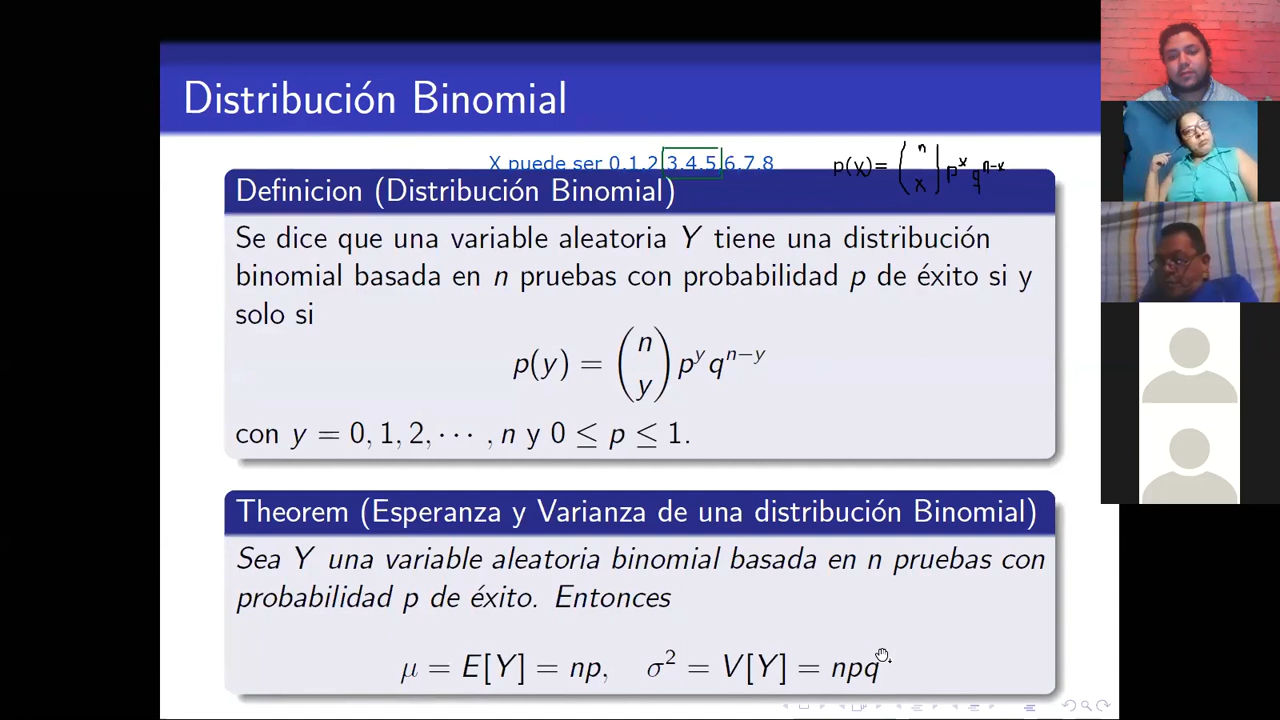 Distribución Binomial
X puede ser 0,1,2,3,4,5,6,7,8
p(x) = (n x) p^x q^{n-x}
Definicion (Distribución Binomial)
Se dice que una variable aleatoria Y tiene una distribución
binomial basada en n pruebas con probabilidad p de éxito si y
solo si
p(y) = (n y) p^y q^{n-y}
con y = 0, 1, 2, ⋯ , n y 0 ≤ p ≤ 1.
Theorem (Esperanza y Varianza de una distribución Binomial)
Sea Y una variable aleatoria binomial basada en n pruebas con
probabilidad p de éxito. Entonces
μ = E[Y] = np, σ² = V[Y] = npq